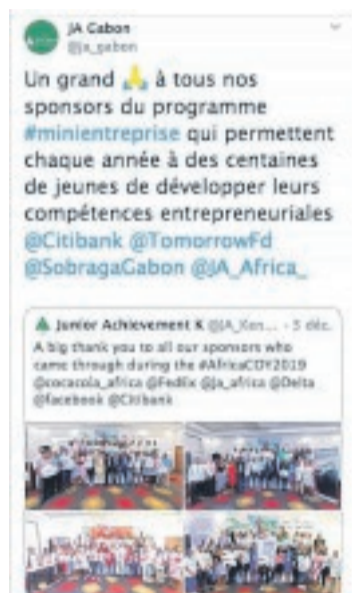 JA Gabon
@ja_gabon
Un grand 🙏 à tous nos
sponsors du programme
#minientreprise qui permettent
chaque année à des centaines
de jeunes de développer leurs
compétences entrepreneuriales
@Citibank @TomorrowFd
@SobragaGabon @JA_Africa_
Junior Achievement K @JA_Ken... · 3 déc.
A big thank you to all our sponsors who
came through during the #AfricaCOY2019
@cocacola_africa @FedEx @ja_africa @Delta
@facebook @Citibank